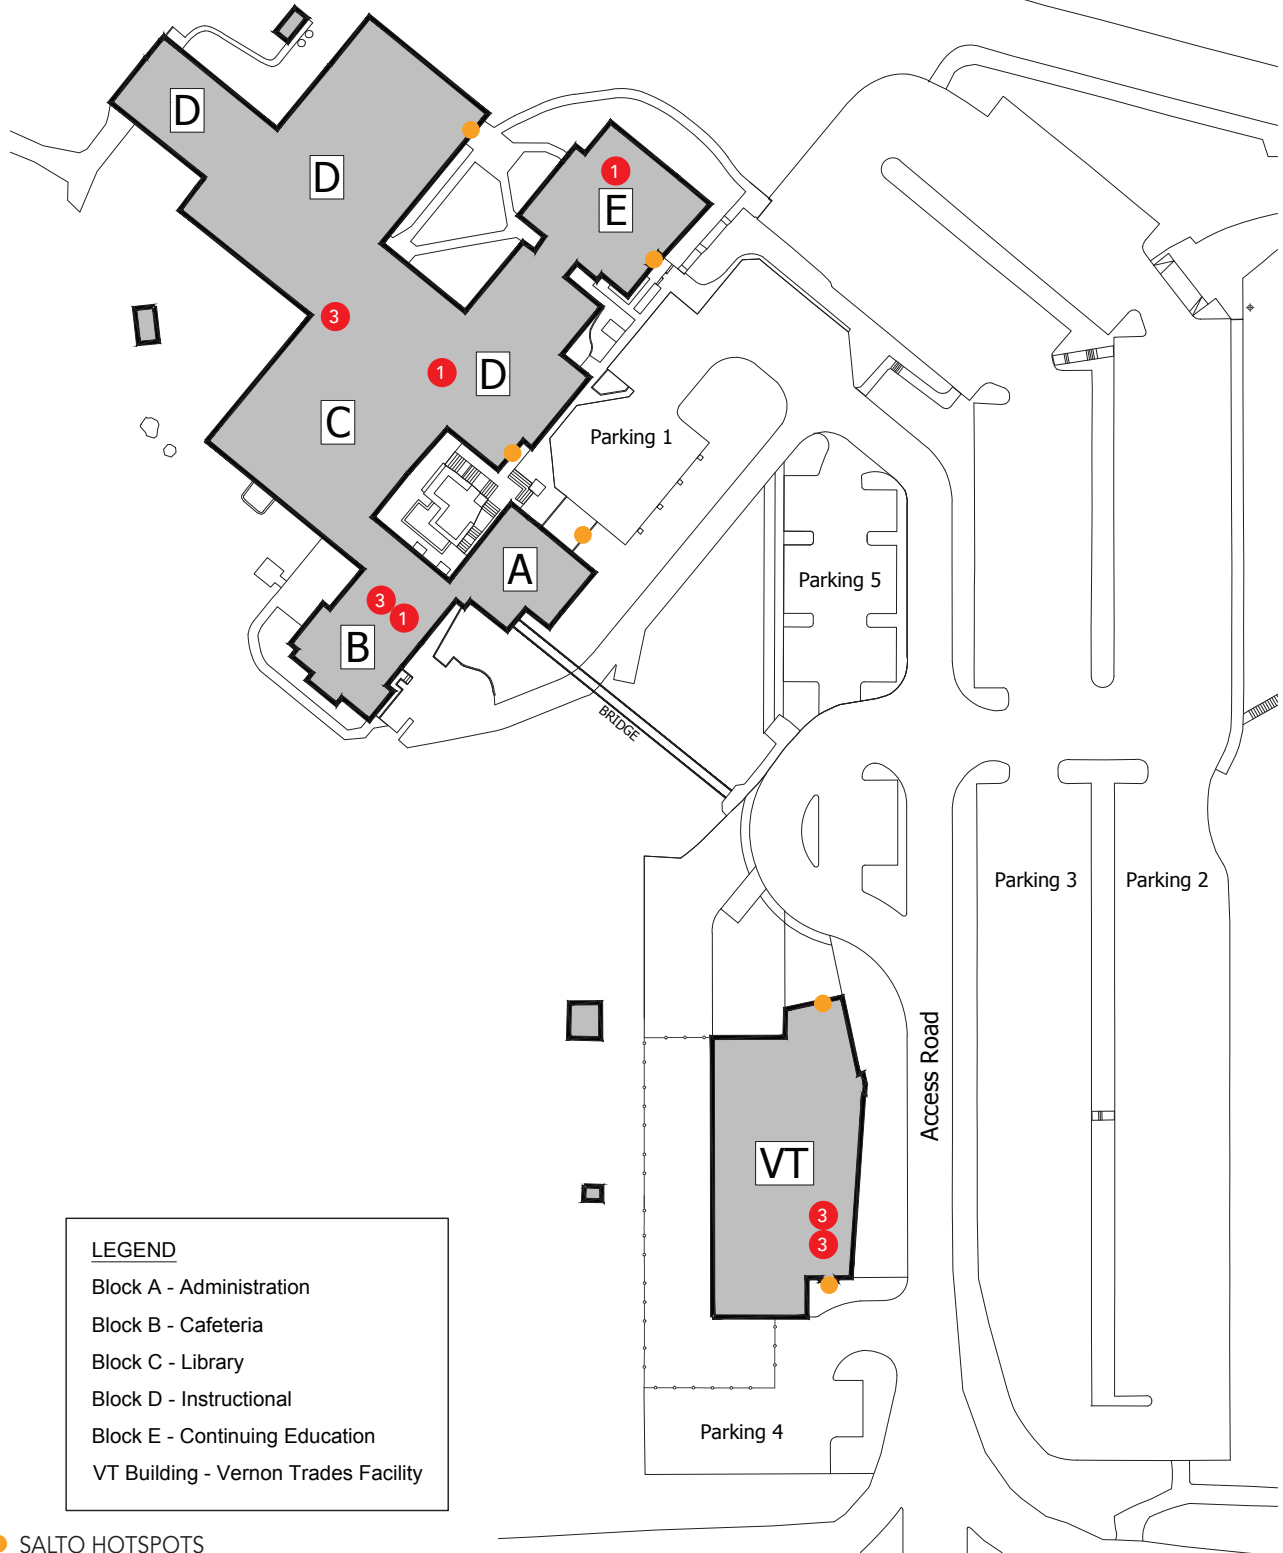 D
D
1
E
3
1
D
C
Parking 1
A
Parking 5
3
1
B
BRIDGE
Parking 3
Parking 2
Access Road
VT
3
3
Parking 4
LEGEND
Block A - Administration
Block B - Cafeteria
Block C - Library
Block D - Instructional
Block E - Continuing Education
VT Building - Vernon Trades Facility
SALTO HOTSPOTS